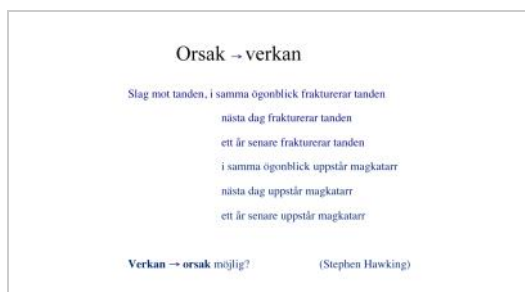 Orsak → verkan
Slag mot tanden, i samma ögonblick frakturerar tanden
nästa dag frakturerar tanden
ett år senare frakturerar tanden
i samma ögonblick uppstår magkatarr
nästa dag uppstår magkatarr
ett år senare uppstår magkatarr
Verkan → orsak möjlig? (Stephen Hawking)